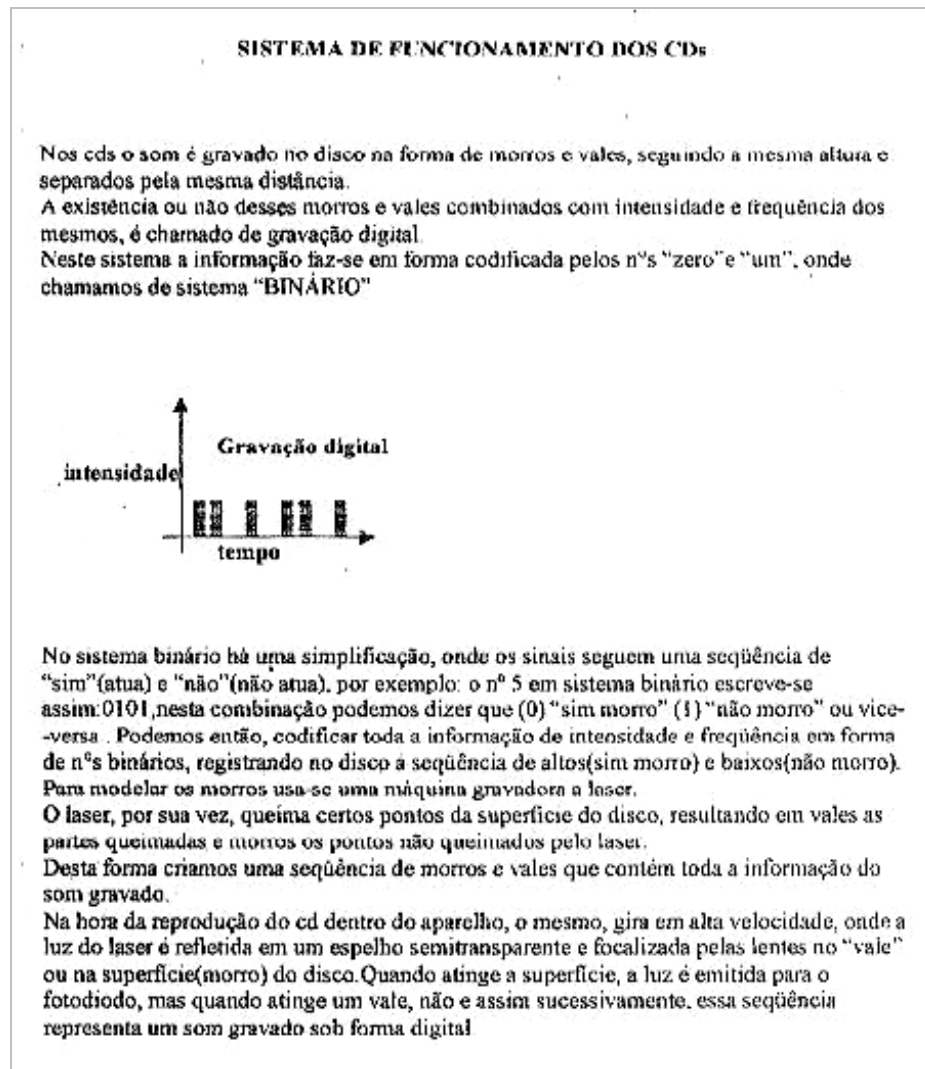 SISTEMA DE FUNCIONAMENTO DOS CDs
Nos cds o som é gravado no disco na forma de morros e vales, seguindo a mesma altura e
separados pela mesma distância.
A existência ou não desses morros e vales combinados com intensidade e frequência dos
mesmos, é chamado de gravação digital.
Neste sistema a informação faz-se em forma codificada pelos nºs "zero"e "um", onde
chamamos de sistema "BINÁRIO"
Gravação digital
intensidade
tempo
No sistema binário há uma simplificação, onde os sinais seguem uma seqüência de
"sim"(atua) e "não"(não atua). por exemplo: o nº 5 em sistema binário escreve-se
assim:0101,nesta combinação podemos dizer que (0) "sim morro" (1) "não morro" ou vice-
-versa . Podemos então, codificar toda a informação de intensidade e freqüência em forma
de nºs binários, registrando no disco a seqüência de altos(sim morro) e baixos(não morro).
Para modelar os morros usa-se uma máquina gravadora a laser.
O laser, por sua vez, queima certos pontos da superfície do disco, resultando em vales as
partes queimadas e morros os pontos não queimados pelo laser.
Desta forma criamos uma seqüência de morros e vales que contém toda a informação do
som gravado.
Na hora da reprodução do cd dentro do aparelho, o mesmo, gira em alta velocidade, onde a
luz do laser é refletida em um espelho semitransparente e focalizada pelas lentes no "vale"
ou na superfície(morro) do disco.Quando atinge a superfície, a luz é emitida para o
fotodiodo, mas quando atinge um vale, não e assim sucessivamente. essa seqüência
representa um som gravado sob forma digital